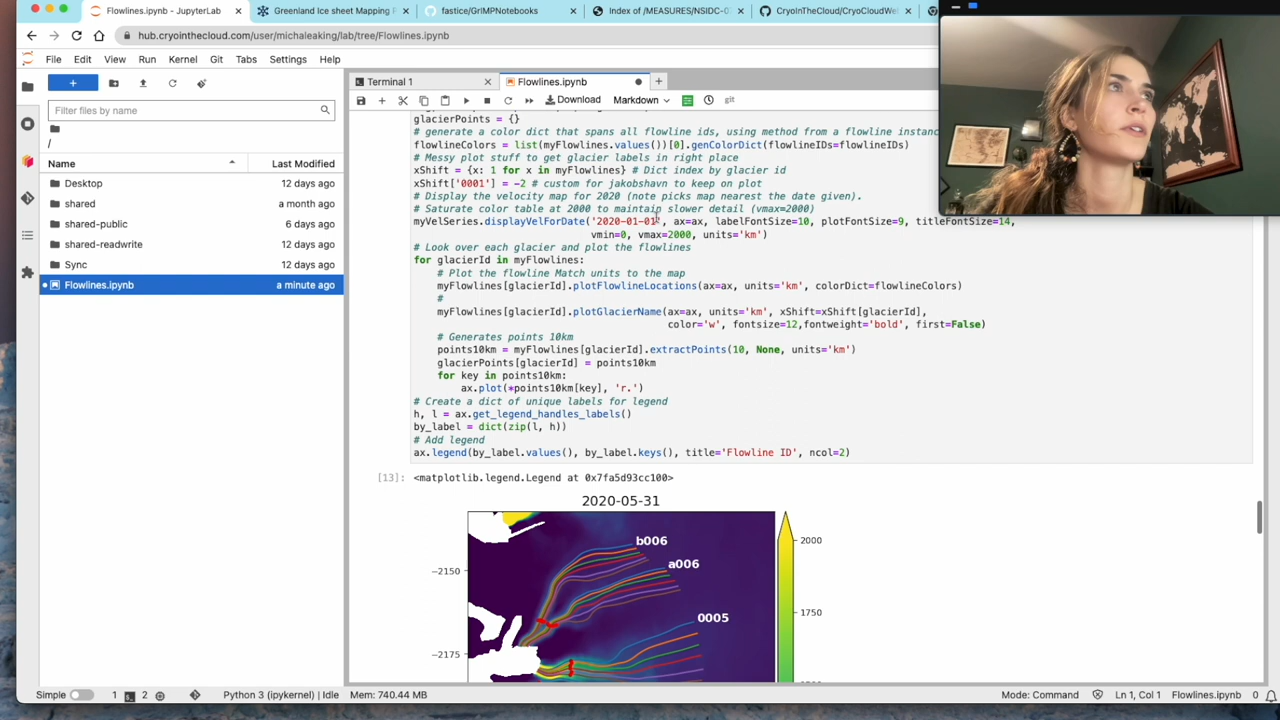 Flowlines.ipynb - JupyterLab
Greenland Ice sheet Mapping P
fastice/GrIMPNotebooks
Index of /MEASURES/NSIDC-0
CryoInTheCloud/CryoCloudWe
hub.cryointhecloud.com/user/michaleaking/lab/tree/Flowlines.ipynb
File Edit View Run Kernel Git Tabs Settings Help
Terminal 1
Flowlines.ipynb
Download
Markdown
git
Filter files by name
/
Name
Last Modified
Desktop 12 days ago
shared a month ago
shared-public 6 days ago
shared-readwrite 12 days ago
Sync 12 days ago
Flowlines.ipynb a minute ago
glacierPoints = {}
# generate a color dict that spans all flowline ids, using method from a flowline instanc
flowlineColors = list(myFlowlines.values())[0].genColorDict(flowlineIDs=flowlineIDs)
# Messy plot stuff to get glacier labels in right place
xShift = {x: 1 for x in myFlowlines} # Dict index by glacier id
xShift['0001'] = -2 # custom for jakobshavn to keep on plot
# Display the velocity map for 2020 (note picks map nearest the date given).
# Saturate color table at 2000 to maintain slower detail (vmax=2000)
myVelSeries.displayVelForDate('2020-01-01', ax=ax, labelFontSize=10, plotFontSize=9, titleFontSize=14,
vmin=0, vmax=2000, units='km')
# Look over each glacier and plot the flowlines
for glacierId in myFlowlines:
# Plot the flowline Match units to the map
myFlowlines[glacierId].plotFlowlineLocations(ax=ax, units='km', colorDict=flowlineColors)
#
myFlowlines[glacierId].plotGlacierName(ax=ax, units='km', xShift=xShift[glacierId],
color='w', fontsize=12,fontweight='bold', first=False)
# Generates points 10km
points10km = myFlowlines[glacierId].extractPoints(10, None, units='km')
glacierPoints[glacierId] = points10km
for key in points10km:
ax.plot(*points10km[key], 'r.')
# Create a dict of unique labels for legend
h, l = ax.get_legend_handles_labels()
by_label = dict(zip(l, h))
# Add legend
ax.legend(by_label.values(), by_label.keys(), title='Flowline ID', ncol=2)
[13]: <matplotlib.legend.Legend at 0x7fa5d93cc100>
2020-05-31
b006
a006
0005
−2150
−2175
2000
1750
Simple 1 2 Python 3 (ipykernel) | Idle Mem: 740.44 MB Mode: Command Ln 1, Col 1 Flowlines.ipynb 0